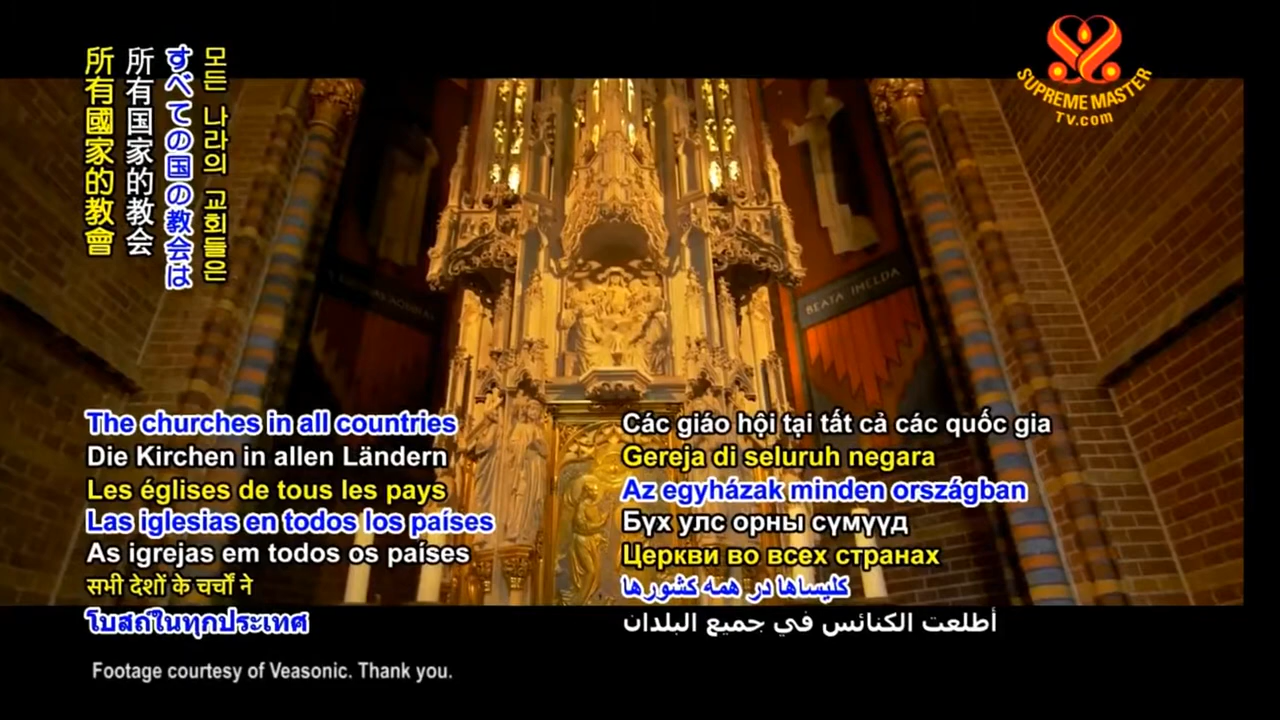 所有國家的教會
所有国家的教会
すべての国の教会は
모든 나라의 교회들은
SUPREME MASTER
TV.com
BEATA IMELDA
The churches in all countries
Die Kirchen in allen Ländern
Les églises de tous les pays
Las iglesias en todos los países
As igrejas em todos os países
सभी देशों के चर्चों ने
โบสถ์ในทุกประเทศ
Các giáo hội tại tất cả các quốc gia
Gereja di seluruh negara
Az egyházak minden országban
Бүх улс орны сүмүүд
Церкви во всех странах
کلیساها در همه کشورها
أطلعت الكنائس في جميع البلدان
Footage courtesy of Veasonic. Thank you.